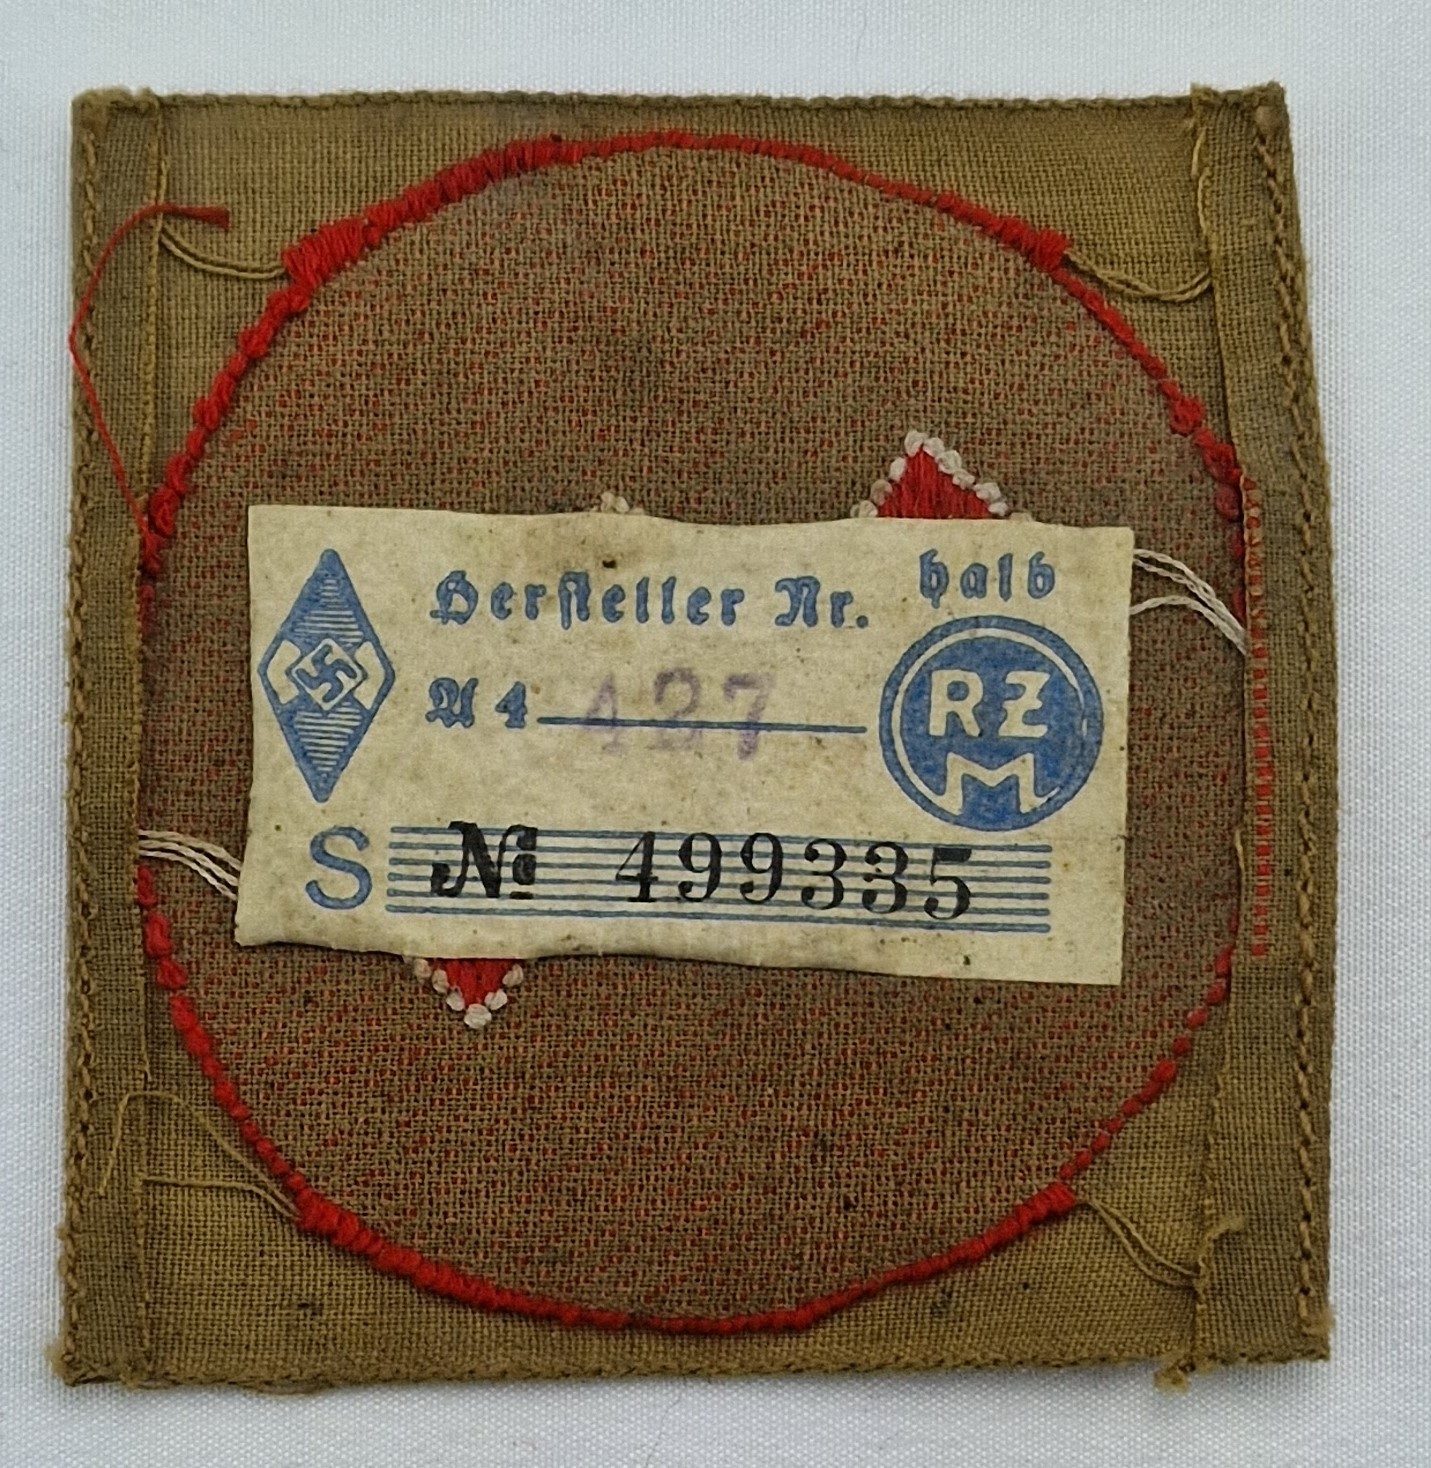 Hersteller Nr. halb
A 4 427
RZM
S № 499335